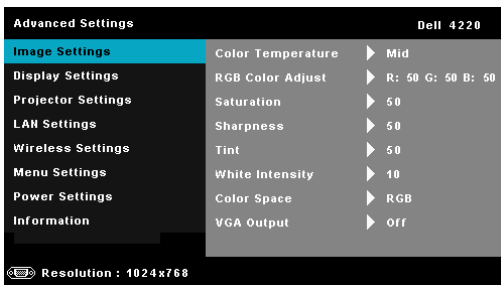 Advanced Settings Dell 4220
Image Settings
Display Settings
Projector Settings
LAN Settings
Wireless Settings
Menu Settings
Power Settings
Information
Color Temperature Mid
RGB Color Adjust R: 50 G: 50 B: 50
Saturation 50
Sharpness 50
Tint 50
White Intensity 10
Color Space RGB
VGA Output Off
Resolution : 1024x768